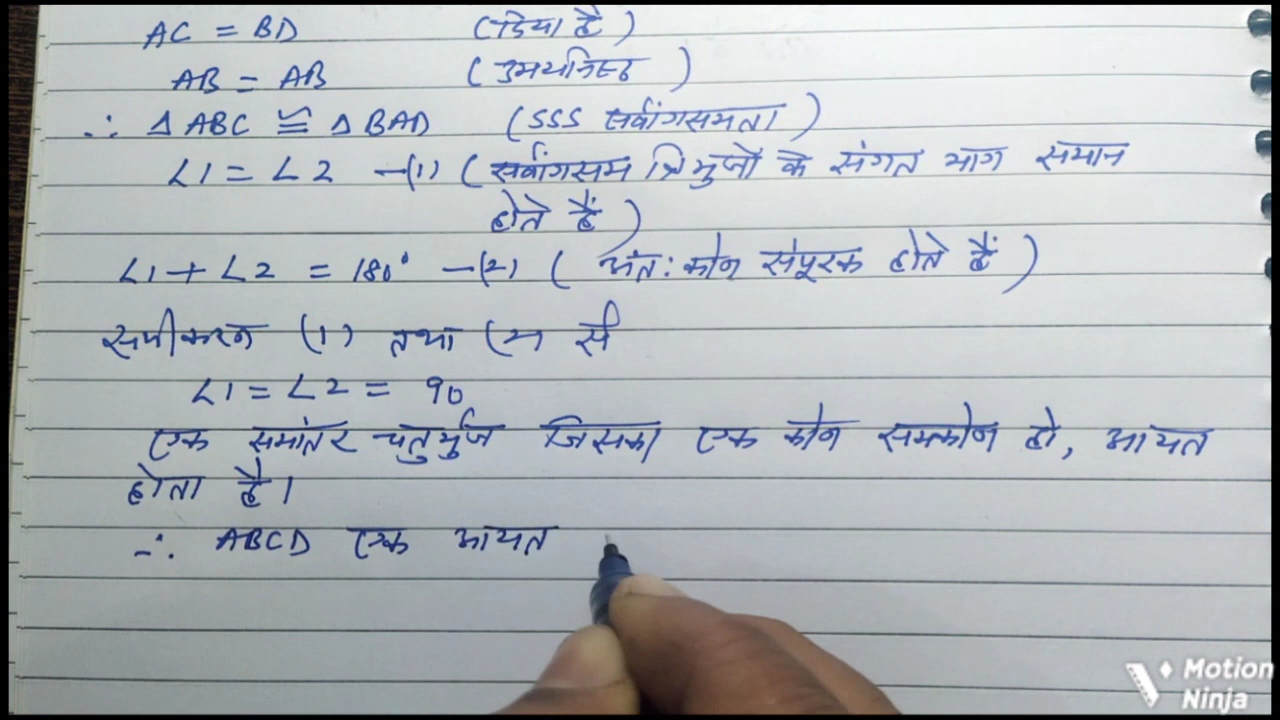 AC = BD (दिया है)
AB = AB (उभयनिष्ठ)
∴ Δ ABC ≅ Δ BAD (SSS सर्वांगसमता)
∠1 = ∠2 —(1) (सर्वांगसम त्रिभुजों के संगत भाग समान
होते हैं)
∠1 + ∠2 = 180° —(2) (अंतः कोन संपूरक होते हैं)
समीकरन (1) तथा (2) से
∠1 = ∠2 = 90
एक समांतर चतुर्भुज जिसका एक कोन समकोन हो, आयत
होता है।
∴ ABCD एक आयत
Motion
Ninja